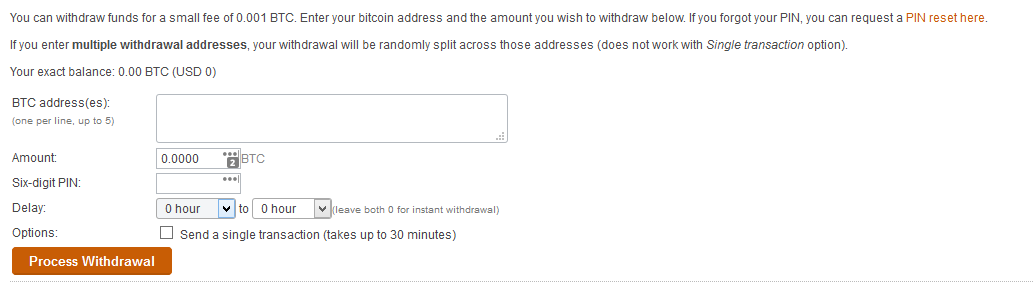 You can withdraw funds for a small fee of 0.001 BTC. Enter your bitcoin address and the amount you wish to withdraw below. If you forgot your PIN, you can request a PIN reset here.
If you enter multiple withdrawal addresses, your withdrawal will be randomly split across those addresses (does not work with Single transaction option).
Your exact balance: 0.00 BTC (USD 0)
BTC address(es):
(one per line, up to 5)
Amount: 0.0000 2 BTC
Six-digit PIN:
Delay: 0 hour to 0 hour (leave both 0 for instant withdrawal)
Options: Send a single transaction (takes up to 30 minutes)
Process Withdrawal